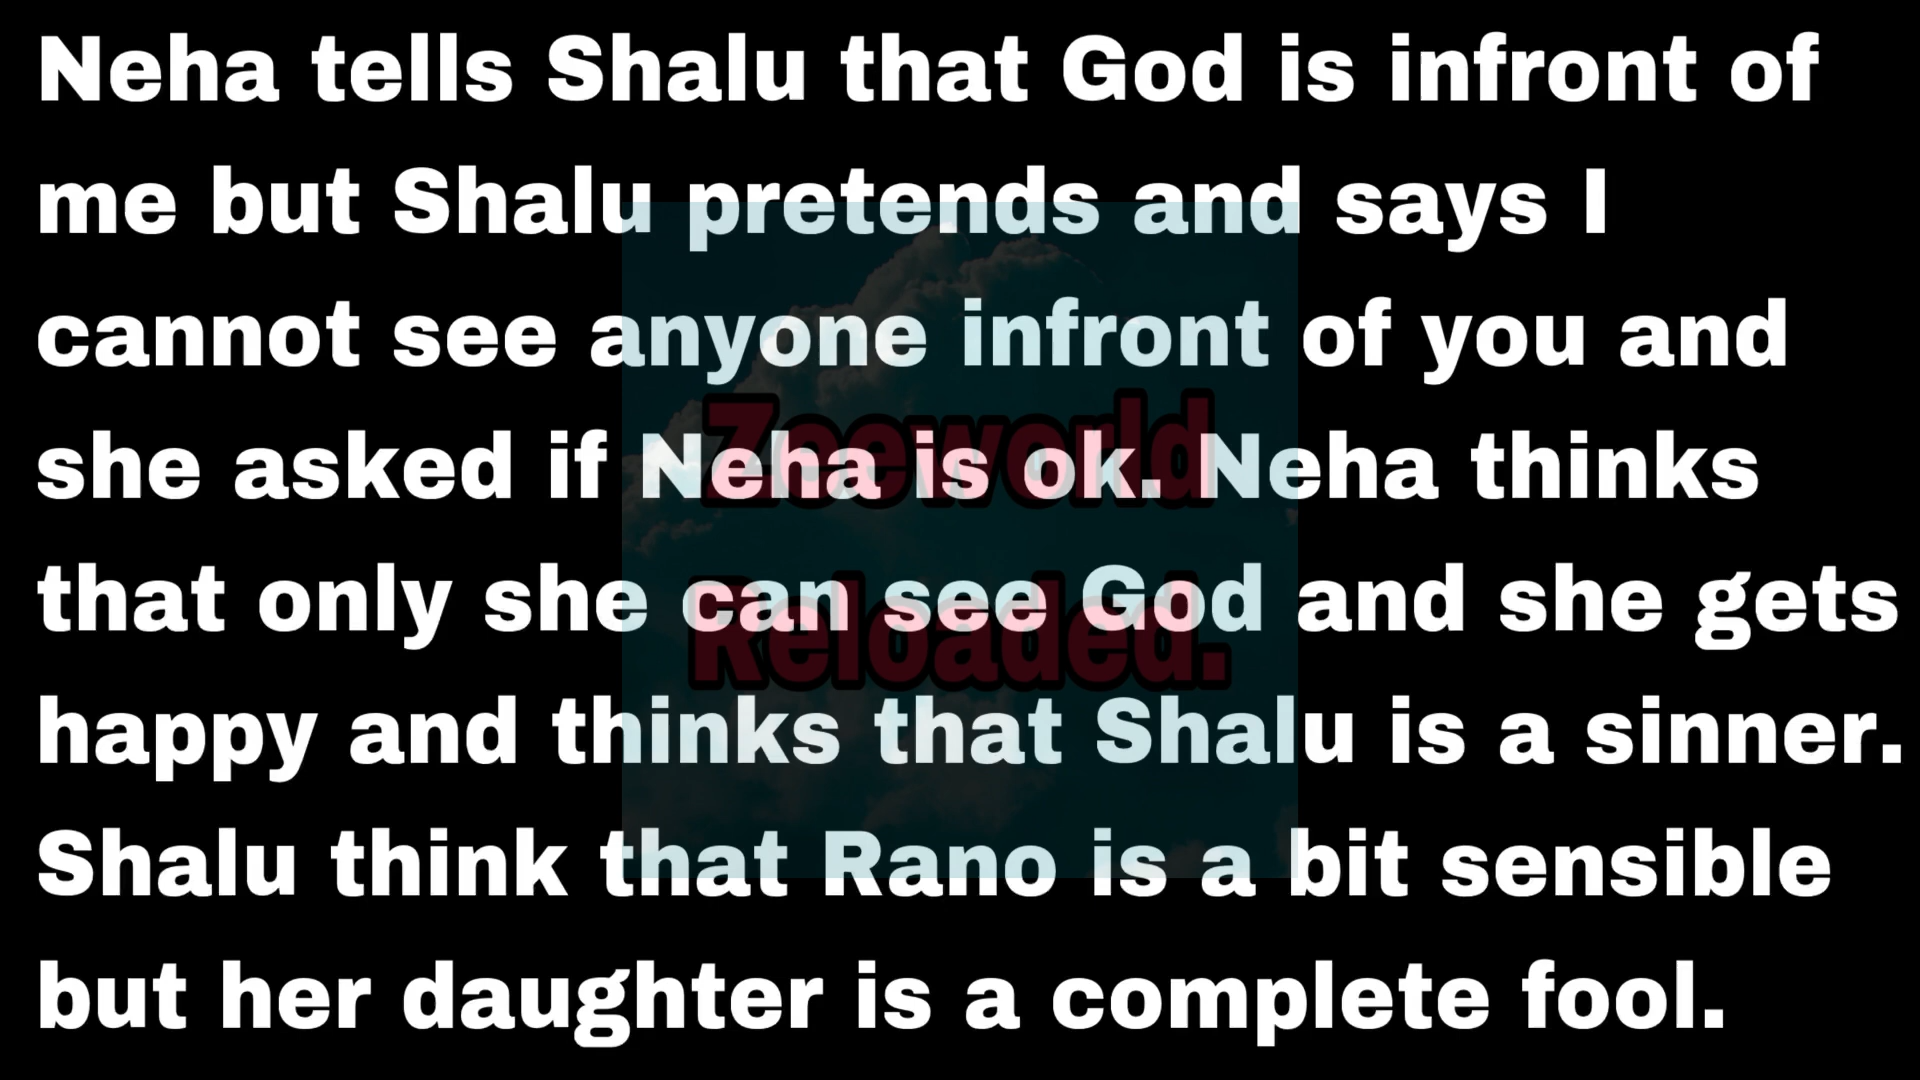 Neha tells Shalu that God is infront of
me but Shalu pretends and says I
cannot see anyone infront of you and
she asked if Neha is ok. Neha thinks
that only she can see God and she gets
happy and thinks that Shalu is a sinner.
Shalu think that Rano is a bit sensible
but her daughter is a complete fool.
Zeeworld
Reloaded.